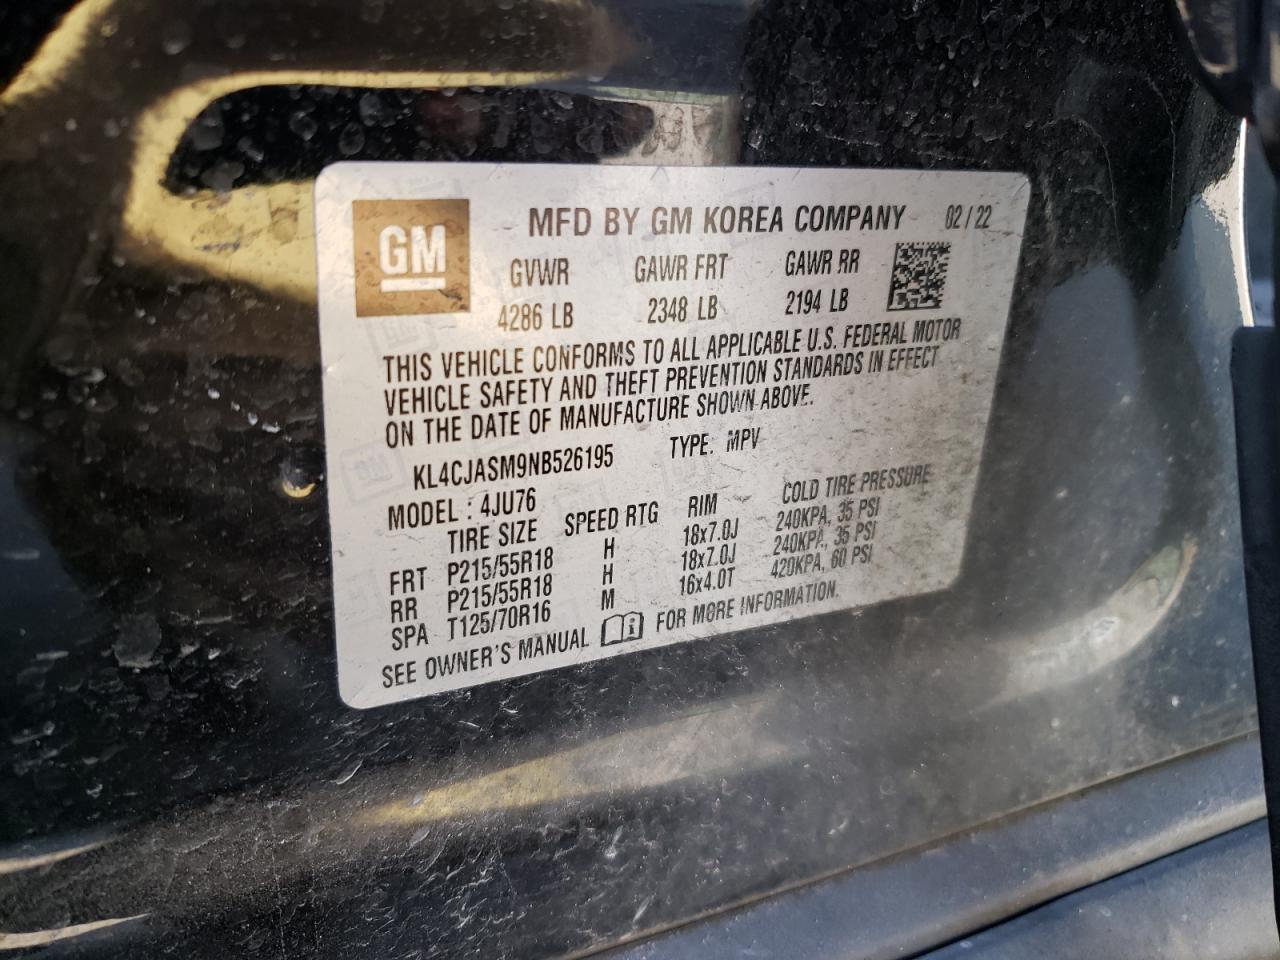 MFD BY GM KOREA COMPANY 02/22
GM
GVWR GAWR FRT GAWR RR
4286 LB 2348 LB 2194 LB
THIS VEHICLE CONFORMS TO ALL APPLICABLE U.S. FEDERAL MOTOR
VEHICLE SAFETY AND THEFT PREVENTION STANDARDS IN EFFECT
ON THE DATE OF MANUFACTURE SHOWN ABOVE.
KL4CJASM9NB526195 TYPE: MPV
MODEL: 4JU76
TIRE SIZE SPEED RTG RIM COLD TIRE PRESSURE
FRT P215/55R18 H 18x7.0J 240KPA, 35 PSI
RR P215/55R18 H 18x7.0J 240KPA, 35 PSI
SPA T125/70R16 M 16x4.0T 420KPA, 60 PSI
SEE OWNER'S MANUAL FOR MORE INFORMATION.